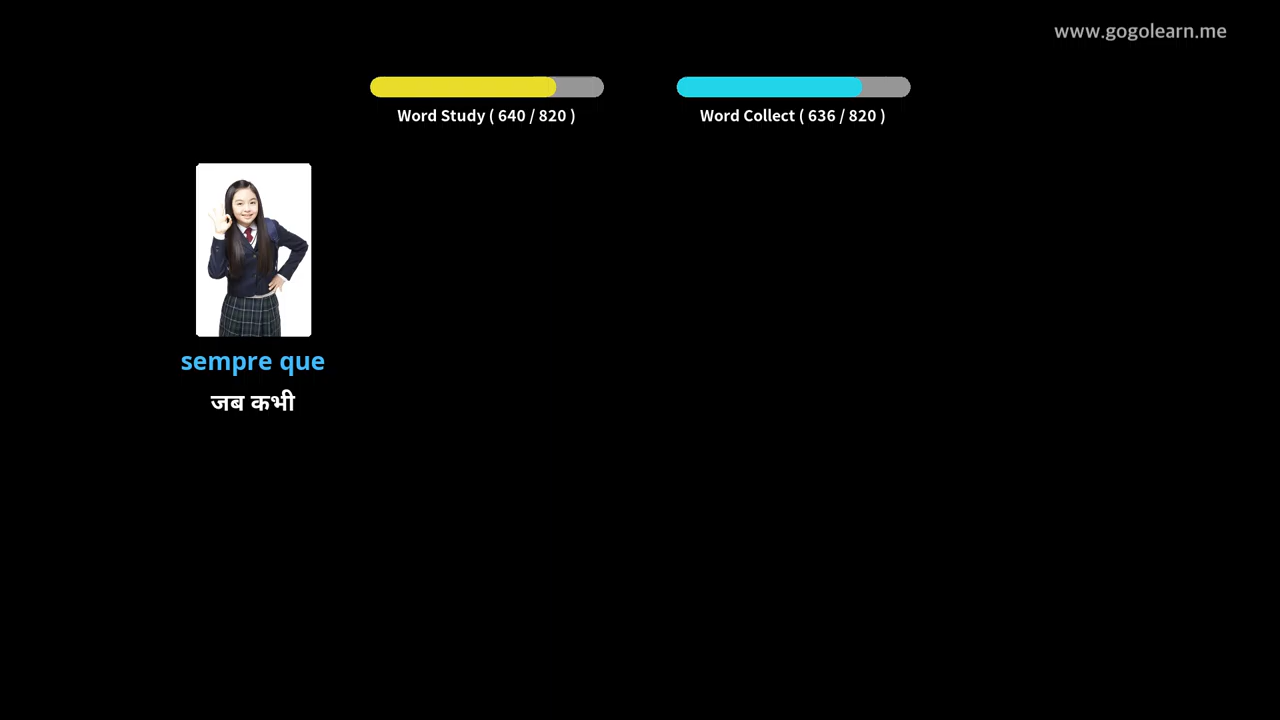 www.gogolearn.me
Word Study ( 640 / 820 )
Word Collect ( 636 / 820 )
sempre que
जब कभी